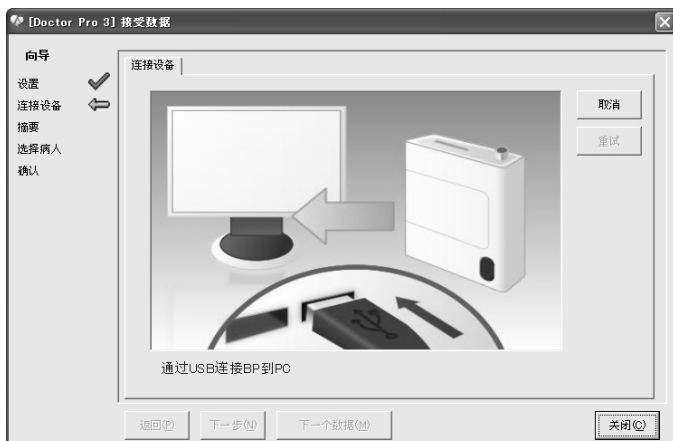 [Doctor Pro 3] 接受数据
向导
设置
连接设备
摘要
选择病人
确认
连接设备
取消
重试
通过USB连接BP到PC
返回(P)
下一步(N)
下一个数据(M)
关闭(C)